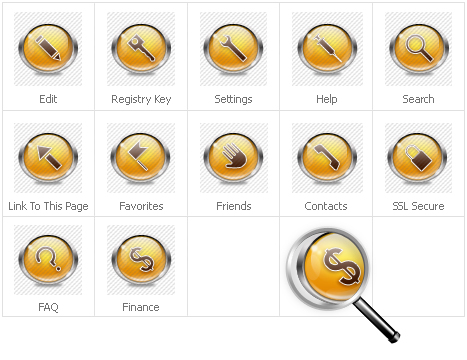 Edit
Registry Key
Settings
Help
Search
Link To This Page
Favorites
Friends
Contacts
SSL Secure
FAQ
Finance